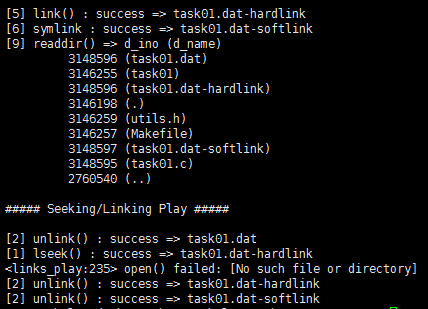 [5] link() : success => task01.dat-hardlink
[6] symlink : success => task01.dat-softlink
[9] readdir() => d_ino (d_name)
3148596 (task01.dat)
3146255 (task01)
3148596 (task01.dat-hardlink)
3146198 (.)
3146259 (utils.h)
3146257 (Makefile)
3148597 (task01.dat-softlink)
3148595 (task01.c)
2760540 (..)
##### Seeking/Linking Play #####
[2] unlink() : success => task01.dat
[1] lseek() : success => task01.dat-hardlink
<links_play:235> open() failed: [No such file or directory]
[2] unlink() : success => task01.dat-hardlink
[2] unlink() : success => task01.dat-softlink